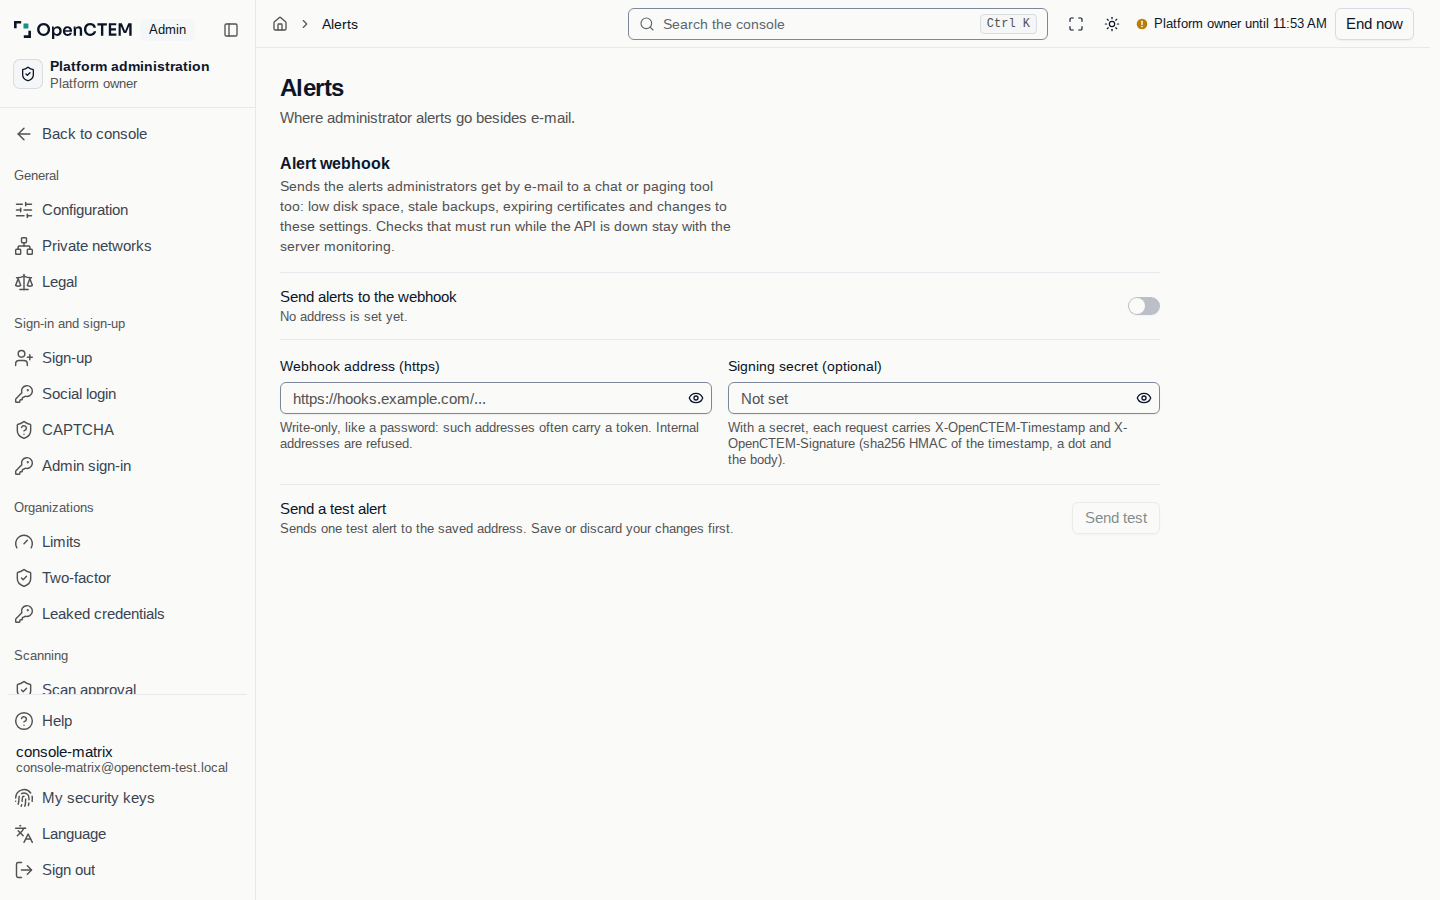 OpenCTEM Admin
Platform administration
Platform owner
Back to console
General
Configuration
Private networks
Legal
Sign-in and sign-up
Sign-up
Social login
CAPTCHA
Admin sign-in
Organizations
Limits
Two-factor
Leaked credentials
Scanning
Scan approval
Help
console-matrix
console-matrix@openctem-test.local
My security keys
Language
Sign out
Alerts
Search the console
Ctrl K
Platform owner until 11:53 AM
End now
Alerts
Where administrator alerts go besides e-mail.
Alert webhook
Sends the alerts administrators get by e-mail to a chat or paging tool
too: low disk space, stale backups, expiring certificates and changes to
these settings. Checks that must run while the API is down stay with the
server monitoring.
Send alerts to the webhook
No address is set yet.
Webhook address (https)
https://hooks.example.com/...
Write-only, like a password: such addresses often carry a token. Internal
addresses are refused.
Signing secret (optional)
Not set
With a secret, each request carries X-OpenCTEM-Timestamp and X-
OpenCTEM-Signature (sha256 HMAC of the timestamp, a dot and
the body).
Send a test alert
Sends one test alert to the saved address. Save or discard your changes first.
Send test